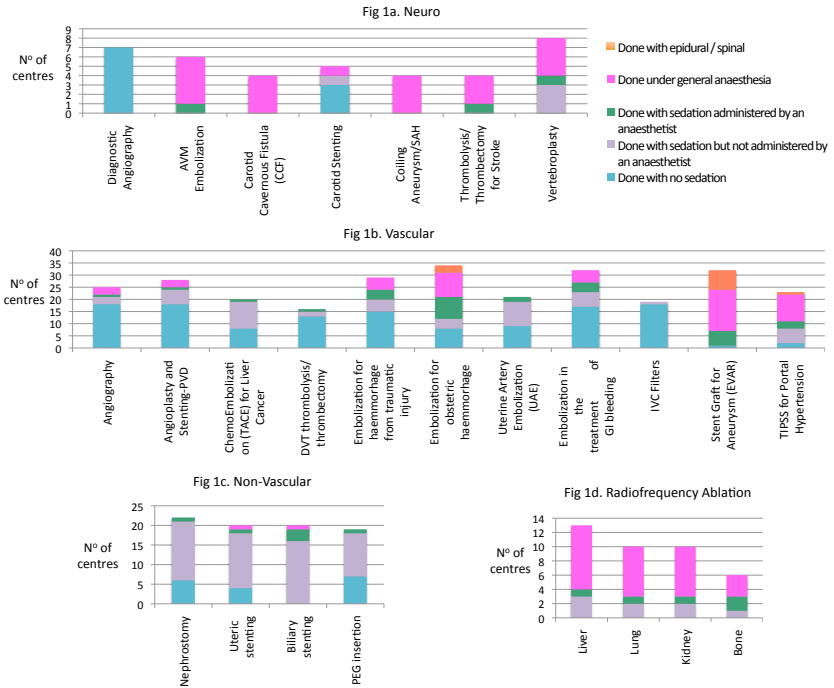 Fig 1a. Neuro
Nº of
centres
9
8
7
6
5
4
3
2
1
0
Diagnostic
Angiography
AVM
Embolization
Carotid
Cavernous Fistula
(CCF)
Carotid Stenting
Coiling
Aneurysm/SAH
Thrombolysis/
Thrombectomy
for Stroke
Vertebroplasty
Done with epidural / spinal
Done under general anaesthesia
Done with sedation administered by an
anaesthetist
Done with sedation but not administered by
an anaesthetist
Done with no sedation
Fig 1b. Vascular
Nº of
centres
40
35
30
25
20
15
10
5
0
Angiography
Angioplasty and
Stenting-PVD
ChemoEmbolizati
on (TACE) for Liver
Cancer
DVT thrombolysis/
thrombectomy
Embolization for
haemorrhage
from traumatic
injury
Embolization for
obstetric
haemorrhage
Uterine Artery
Embolization
(UAE)
Embolization in
the
treatment of
GI bleeding
IVC Filters
Stent Graft for
Aneurysm (EVAR)
TIPSS for Portal
Hypertension
Fig 1c. Non-Vascular
Nº of
centres
25
20
15
10
5
0
Nephrostomy
Uteric
stenting
Biliary
stenting
PEG insertion
Fig 1d. Radiofrequency Ablation
Nº of
centres
14
12
10
8
6
4
2
0
Liver
Lung
Kidney
Bone